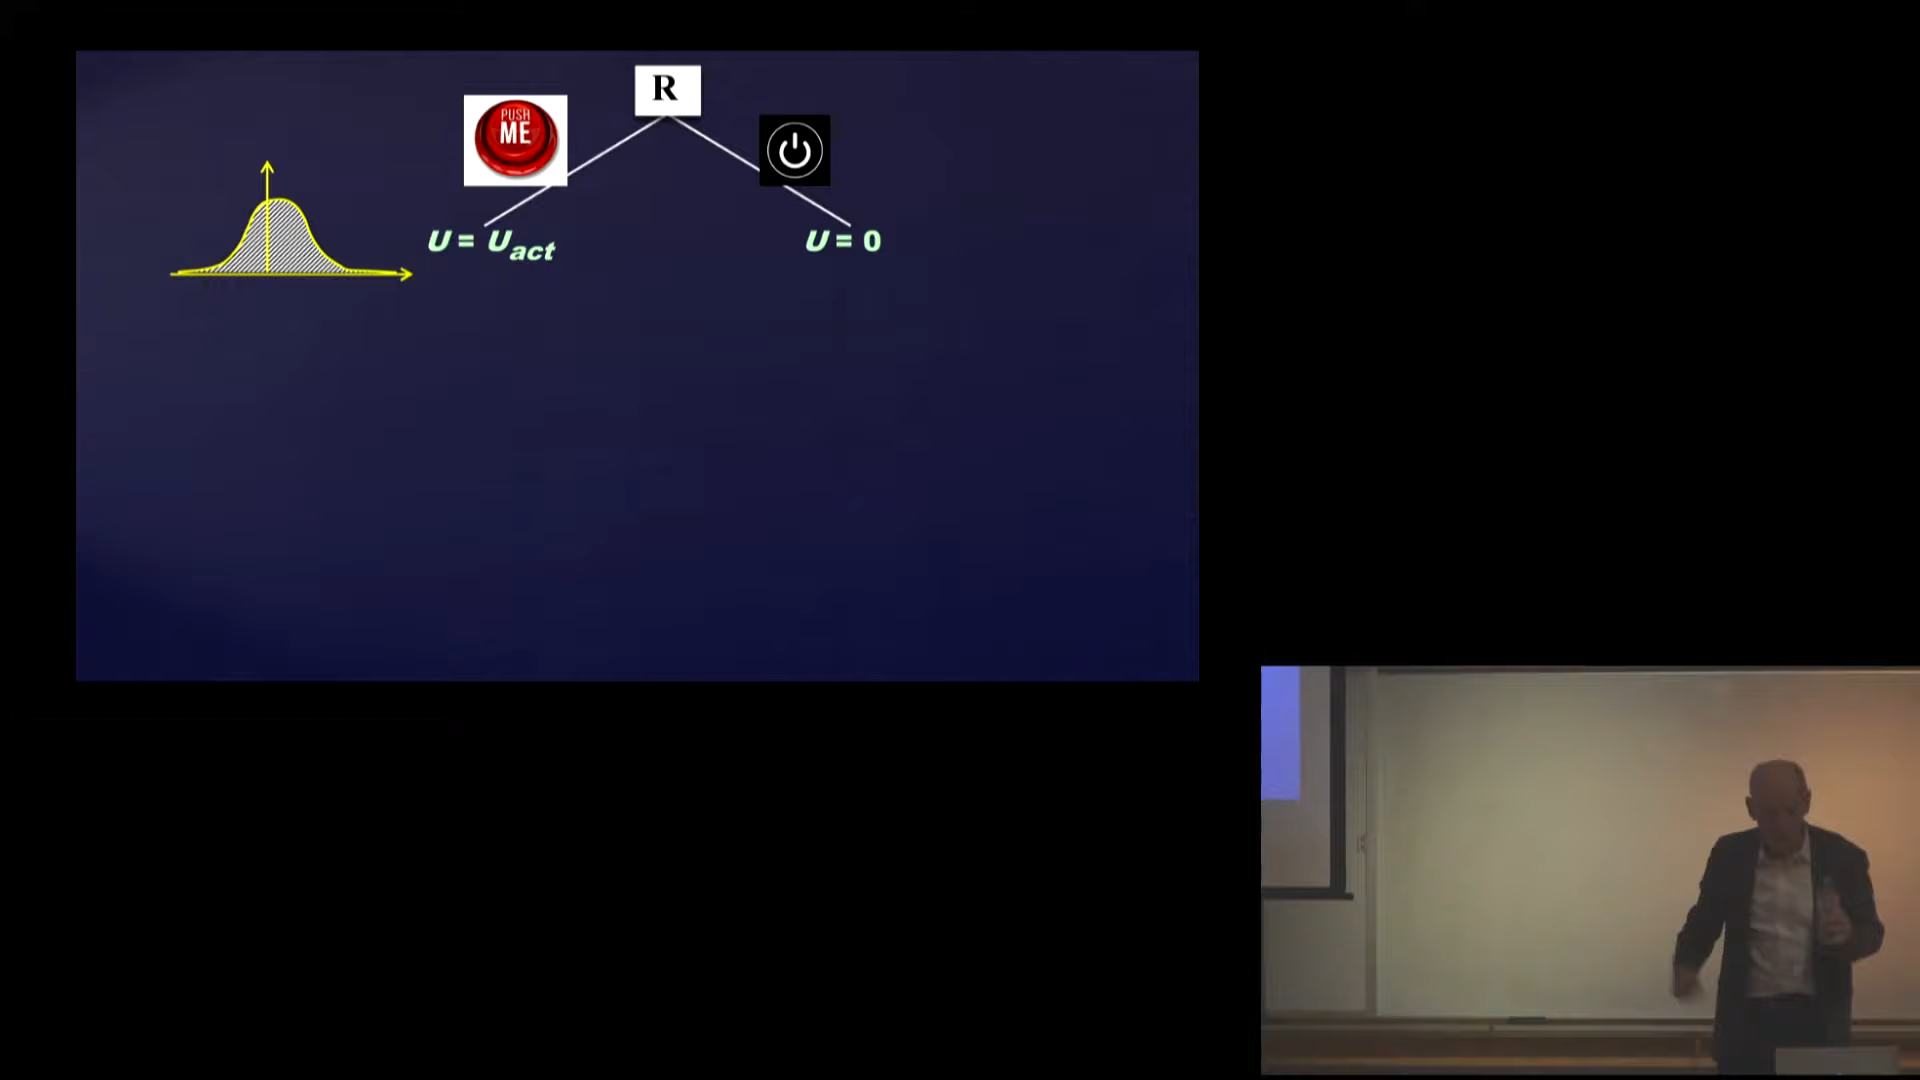 R
PUSH
ME
U = Uact
U = 0